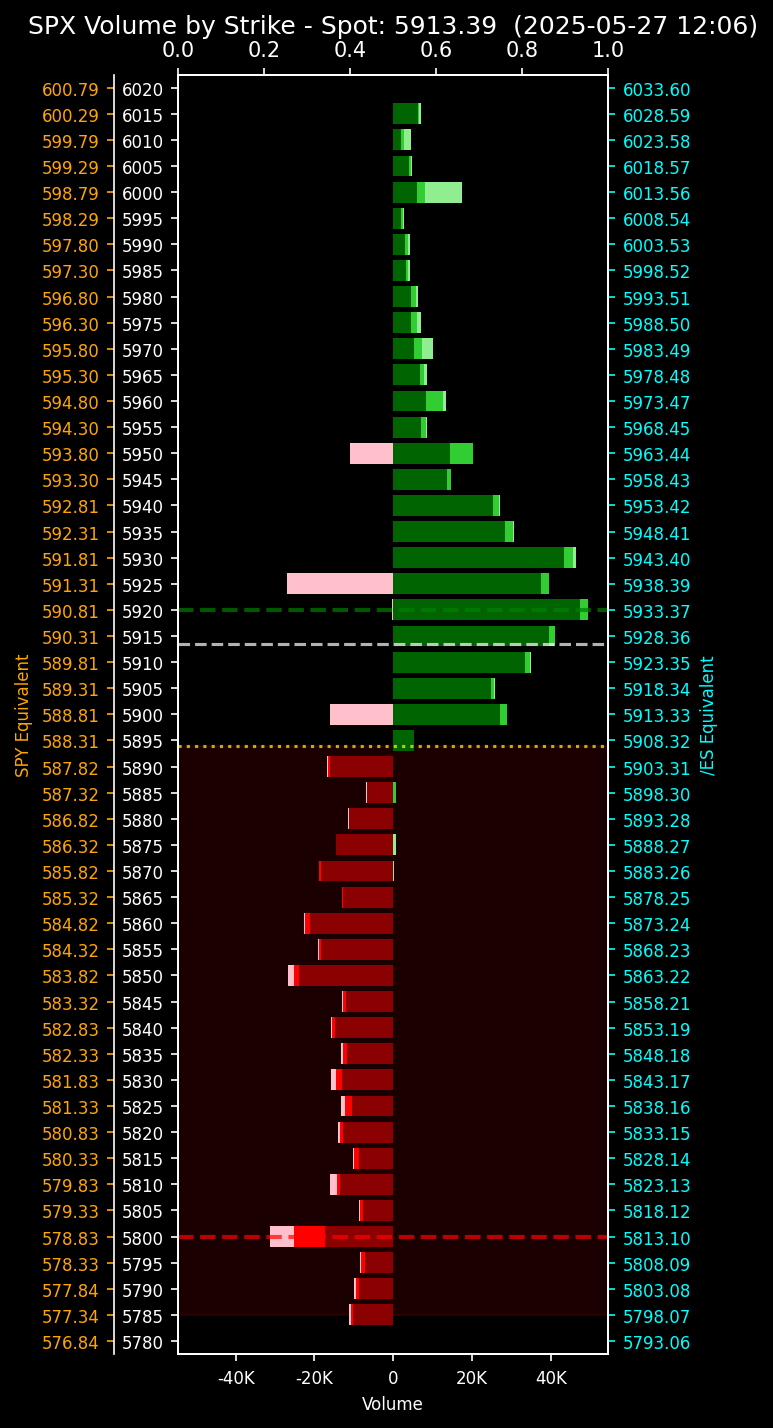 SPX Volume by Strike - Spot: 5913.39  (2025-05-27 12:06)
0.0 0.2 0.4 0.6 0.8 1.0
600.79 6020 6033.60
600.29 6015 6028.59
599.79 6010 6023.58
599.29 6005 6018.57
598.79 6000 6013.56
598.29 5995 6008.54
597.80 5990 6003.53
597.30 5985 5998.52
596.80 5980 5993.51
596.30 5975 5988.50
595.80 5970 5983.49
595.30 5965 5978.48
594.80 5960 5973.47
594.30 5955 5968.45
593.80 5950 5963.44
593.30 5945 5958.43
592.81 5940 5953.42
592.31 5935 5948.41
591.81 5930 5943.40
591.31 5925 5938.39
590.81 5920 5933.37
590.31 5915 5928.36
589.81 5910 5923.35
589.31 5905 5918.34
588.81 5900 5913.33
588.31 5895 5908.32
587.82 5890 5903.31
587.32 5885 5898.30
586.82 5880 5893.28
586.32 5875 5888.27
585.82 5870 5883.26
585.32 5865 5878.25
584.82 5860 5873.24
584.32 5855 5868.23
583.82 5850 5863.22
583.32 5845 5858.21
582.83 5840 5853.19
582.33 5835 5848.18
581.83 5830 5843.17
581.33 5825 5838.16
580.83 5820 5833.15
580.33 5815 5828.14
579.83 5810 5823.13
579.33 5805 5818.12
578.83 5800 5813.10
578.33 5795 5808.09
577.84 5790 5803.08
577.34 5785 5798.07
576.84 5780 5793.06
SPY Equivalent
/ES Equivalent
-40K -20K 0 20K 40K
Volume